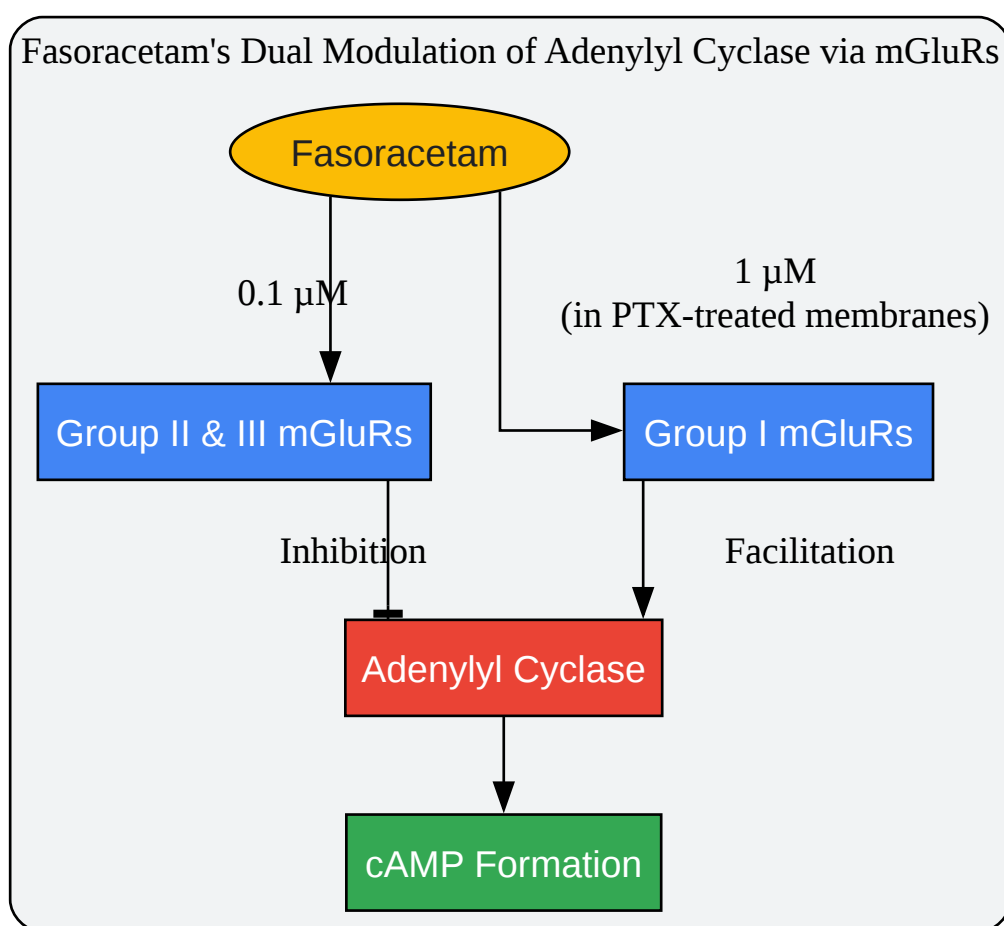 Fasoracetam's Dual Modulation of Adenylyl Cyclase via mGluRs
Fasoracetam
0.1 µM
1 µM
(in PTX-treated membranes)
Group II & III mGluRs
Group I mGluRs
Inhibition
Facilitation
Adenylyl Cyclase
cAMP Formation